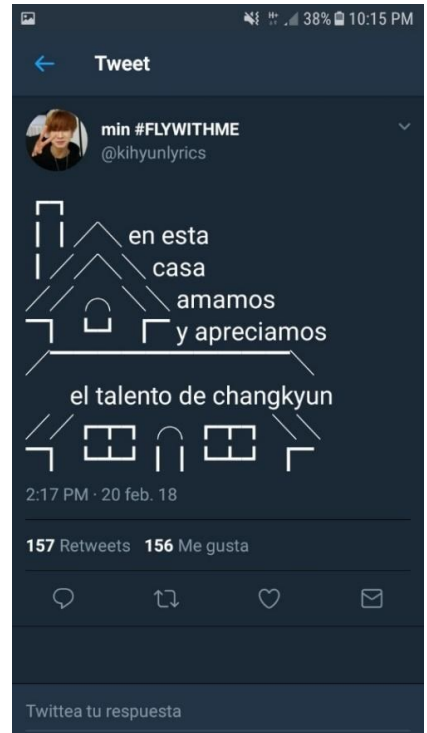 38% 10:15 PM
Tweet
min #FLYWITHME
@kihyunlyrics
en esta
casa
amamos
y apreciamos
el talento de changkyun
2:17 PM · 20 feb. 18
157 Retweets 156 Me gusta
Twittea tu respuesta